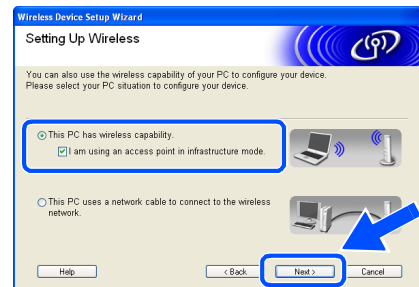 Wireless Device Setup Wizard
Setting Up Wireless
You can also use the wireless capability of your PC to configure your device.
Please select your PC situation to configure your device.
This PC has wireless capability.
I am using an access point in infrastructure mode.
This PC uses a network cable to connect to the wireless
network.
Help
< Back
Next >
Cancel